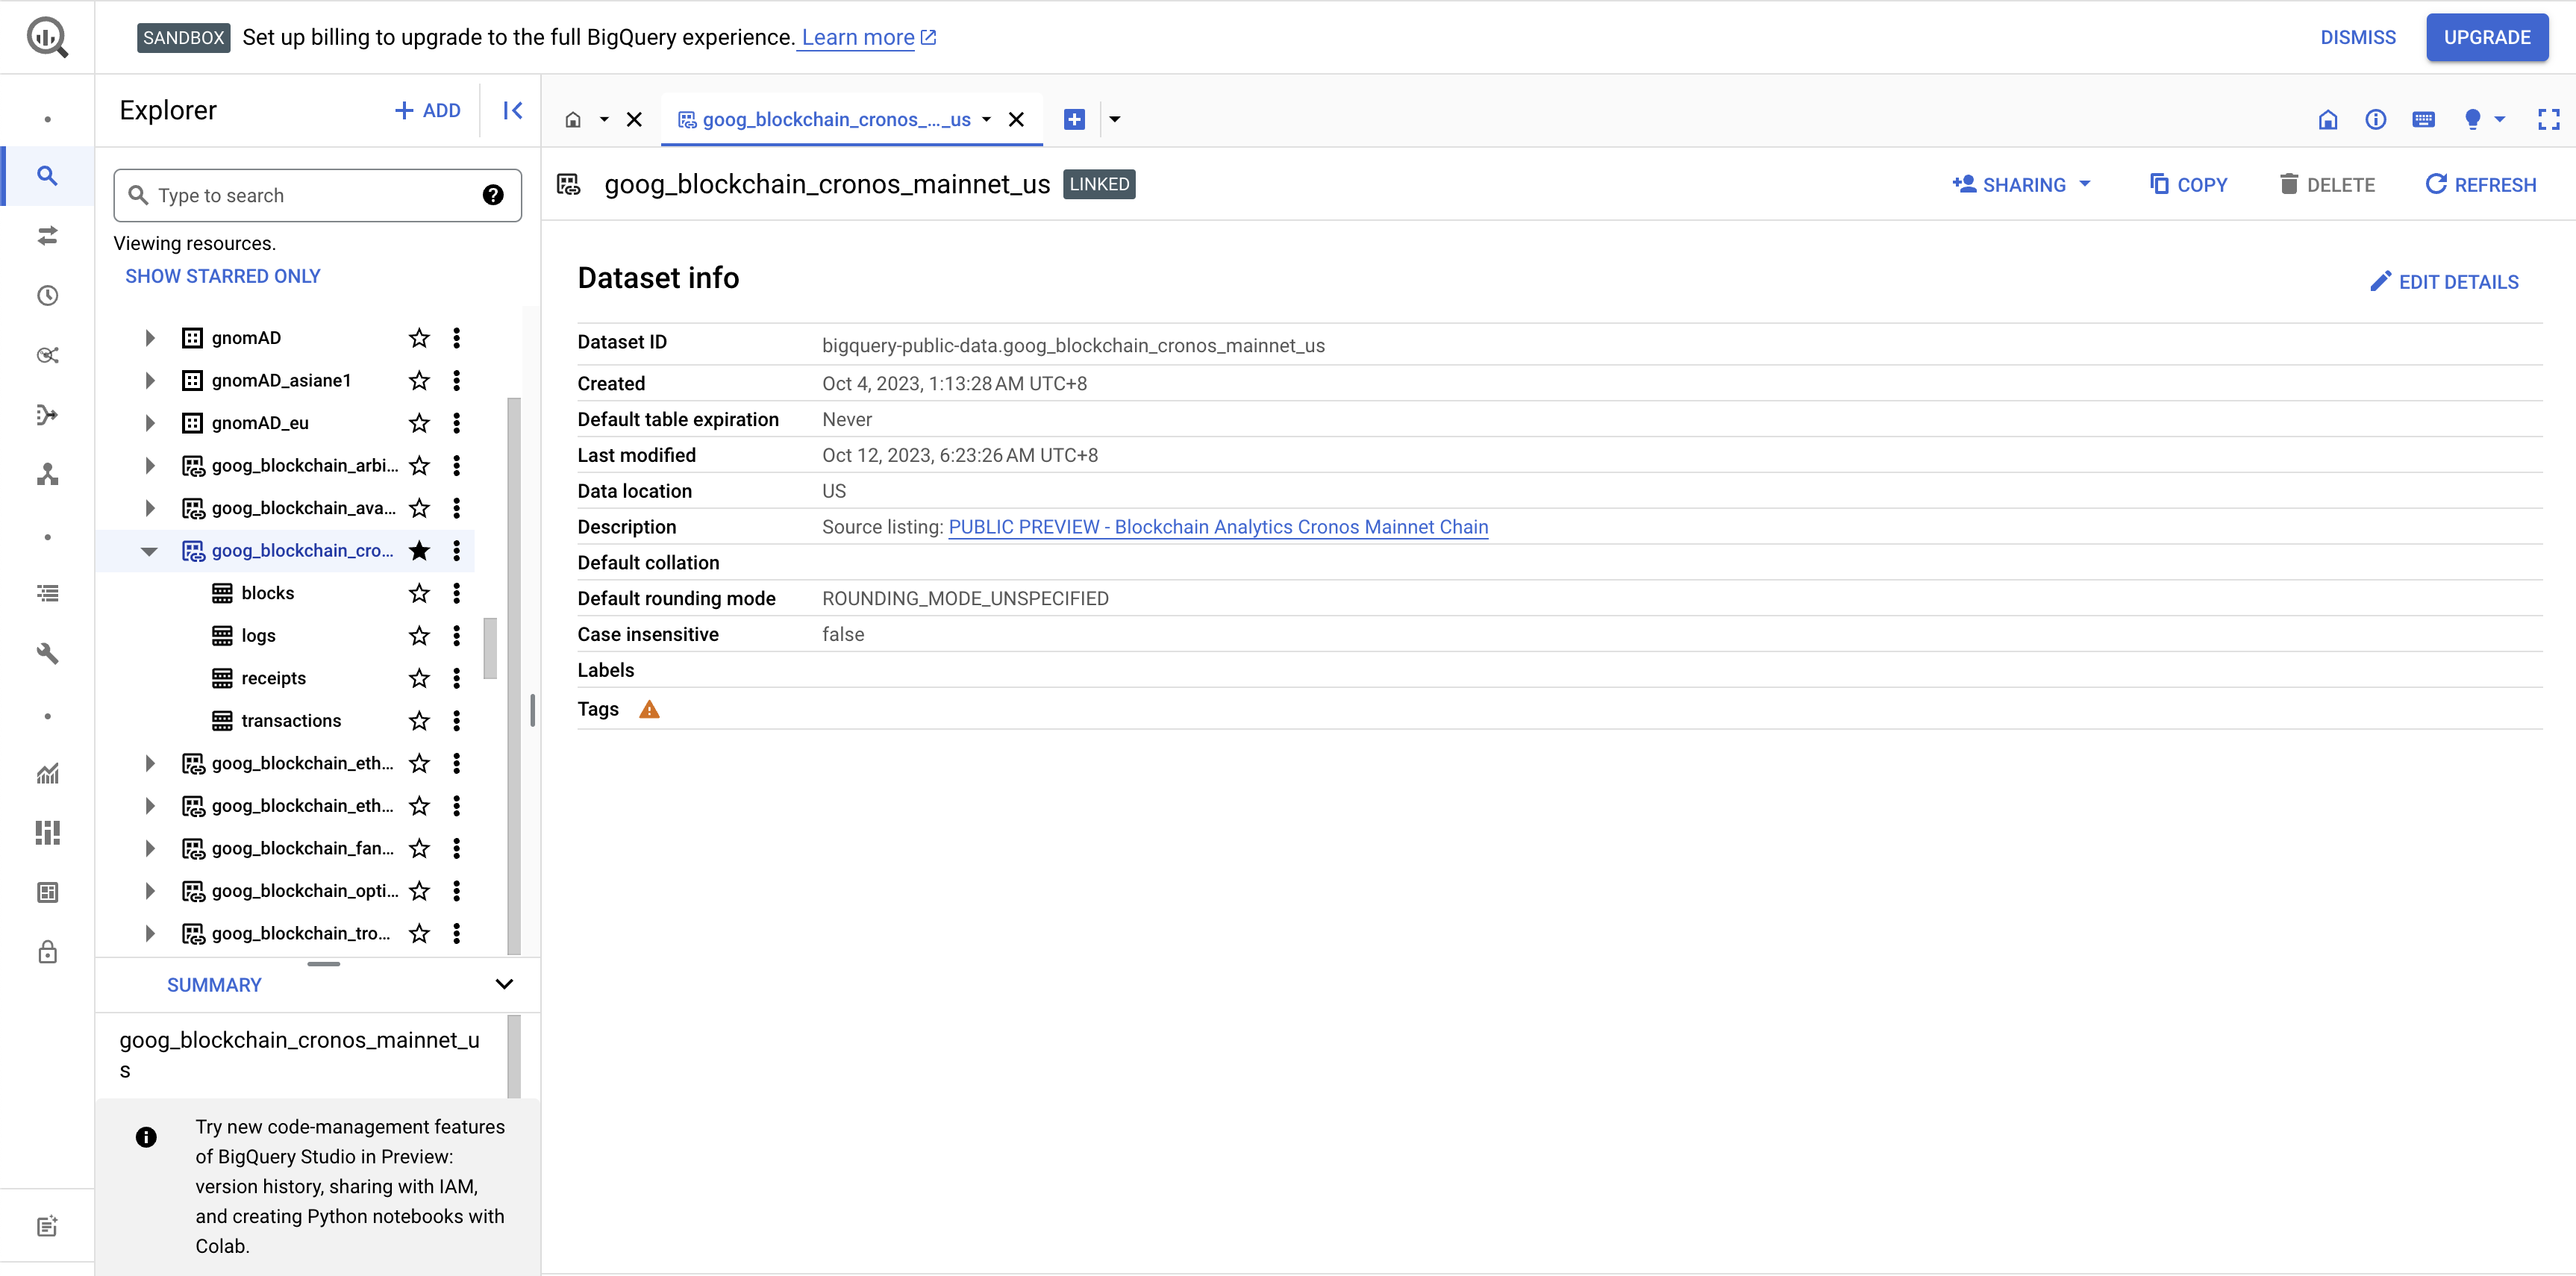 SANDBOX Set up billing to upgrade to the full BigQuery experience. Learn more
DISMISS
UPGRADE
Explorer
ADD
Type to search
Viewing resources.
SHOW STARRED ONLY
gnomAD
gnomAD_asiane1
gnomAD_eu
goog_blockchain_arbi...
goog_blockchain_ava...
goog_blockchain_cro...
blocks
logs
receipts
transactions
goog_blockchain_eth...
goog_blockchain_eth...
goog_blockchain_fan...
goog_blockchain_opti...
goog_blockchain_tro...
SUMMARY
goog_blockchain_cronos_mainnet_u
s
Try new code-management features
of BigQuery Studio in Preview:
version history, sharing with IAM,
and creating Python notebooks with
Colab.
goog_blockchain_cronos_..._us
goog_blockchain_cronos_mainnet_us LINKED
SHARING
COPY
DELETE
REFRESH
Dataset info
EDIT DETAILS
Dataset ID bigquery-public-data.goog_blockchain_cronos_mainnet_us
Created Oct 4, 2023, 1:13:28 AM UTC+8
Default table expiration Never
Last modified Oct 12, 2023, 6:23:26 AM UTC+8
Data location US
Description Source listing: PUBLIC PREVIEW - Blockchain Analytics Cronos Mainnet Chain
Default collation
Default rounding mode ROUNDING_MODE_UNSPECIFIED
Case insensitive false
Labels
Tags